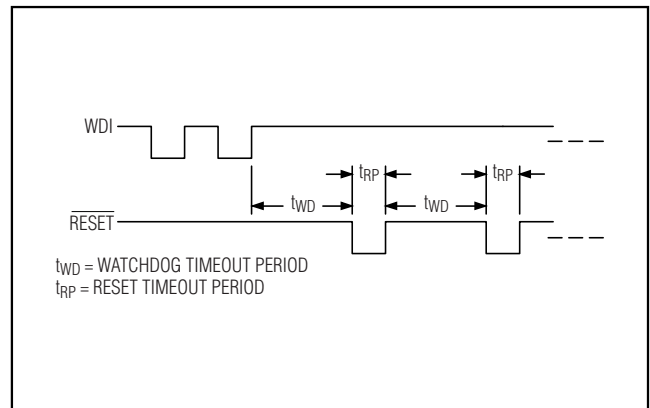 WDI
tRP tRP
tWD tWD
RESET
tWD = WATCHDOG TIMEOUT PERIOD
tRP = RESET TIMEOUT PERIOD